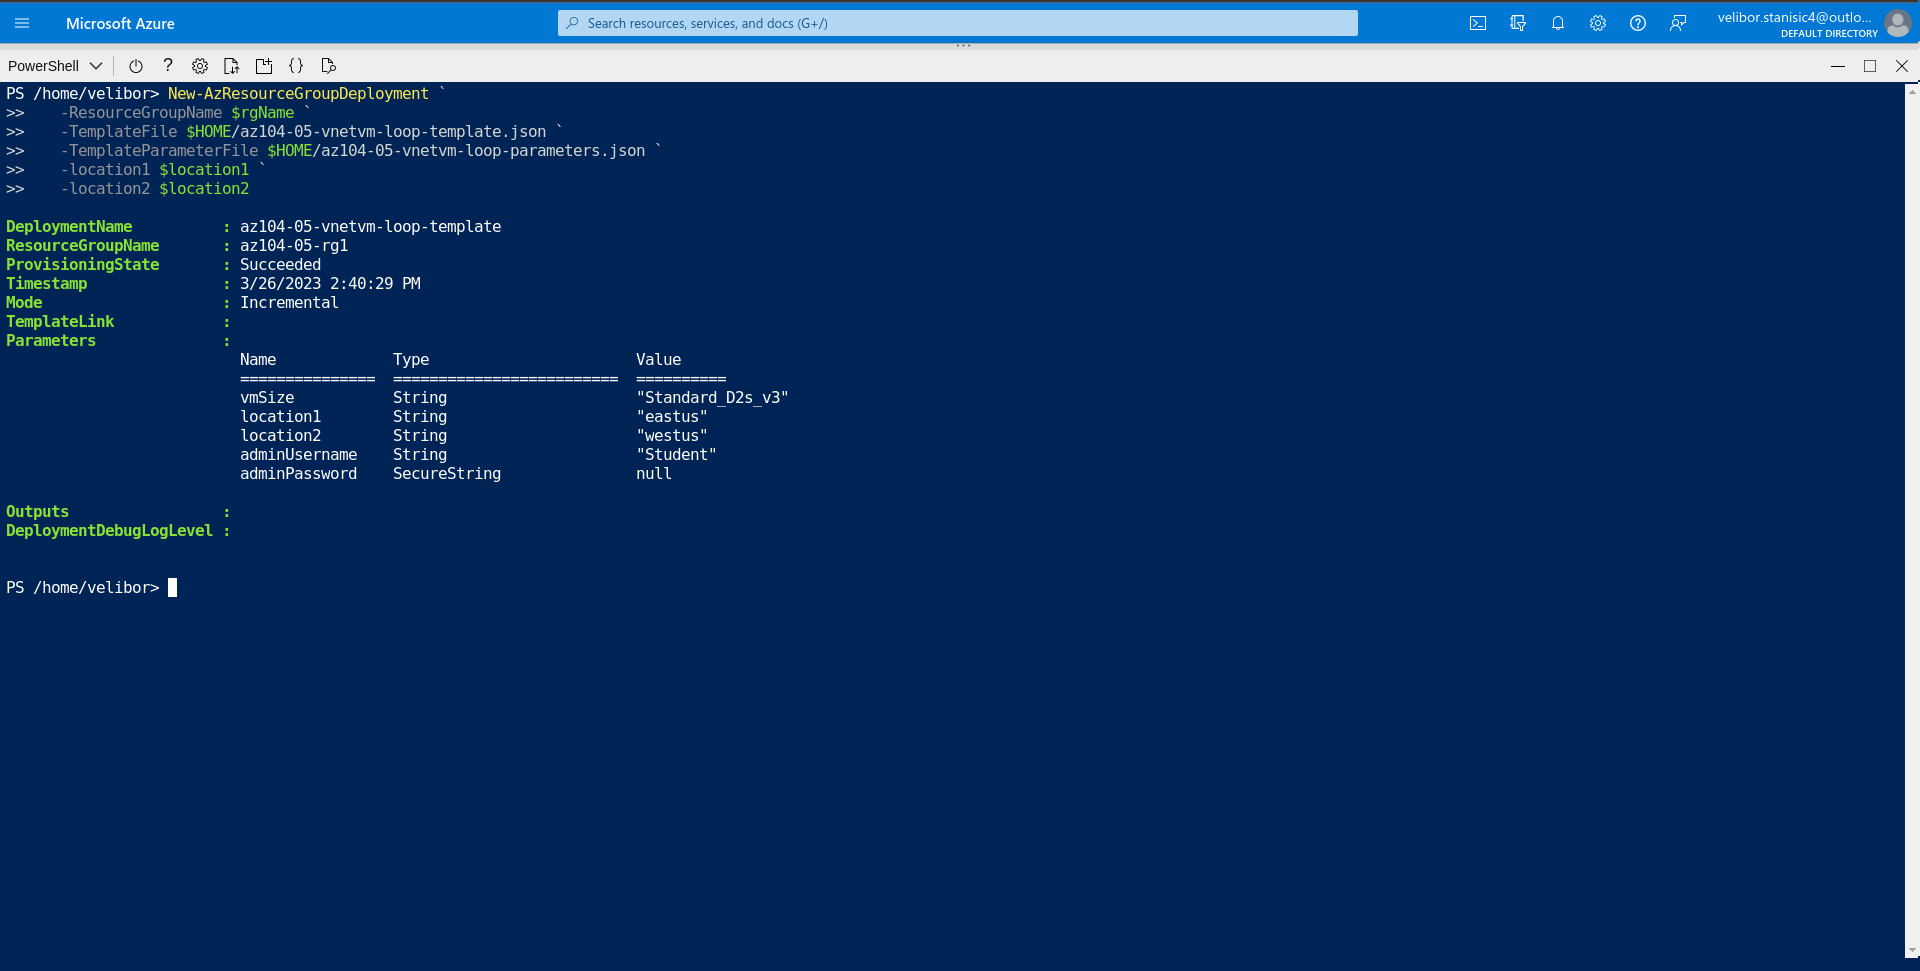 Microsoft Azure
Search resources, services, and docs (G+/)
velibor.stanisic4@outlo...
DEFAULT DIRECTORY
PowerShell
PS /home/velibor> New-AzResourceGroupDeployment `
>>    -ResourceGroupName $rgName `
>>    -TemplateFile $HOME/az104-05-vnetvm-loop-template.json `
>>    -TemplateParameterFile $HOME/az104-05-vnetvm-loop-parameters.json `
>>    -location1 $location1 `
>>    -location2 $location2
DeploymentName          : az104-05-vnetvm-loop-template
ResourceGroupName       : az104-05-rg1
ProvisioningState       : Succeeded
Timestamp               : 3/26/2023 2:40:29 PM
Mode                    : Incremental
TemplateLink            :
Parameters              :
                          Name             Type                       Value
                          ===============  =========================  ==========
                          vmSize           String                     "Standard_D2s_v3"
                          location1        String                     "eastus"
                          location2        String                     "westus"
                          adminUsername    String                     "Student"
                          adminPassword    SecureString               null
Outputs                 :
DeploymentDebugLogLevel :
PS /home/velibor>